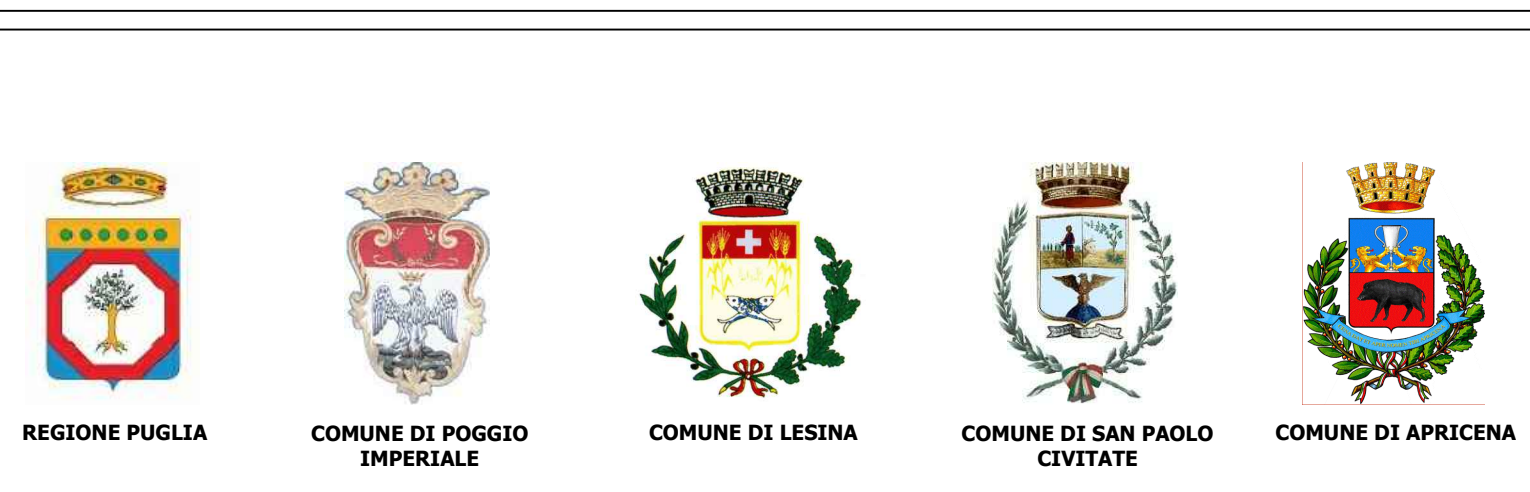 REGIONE PUGLIA
COMUNE DI POGGIO
IMPERIALE
COMUNE DI LESINA
COMUNE DI SAN PAOLO
CIVITATE
COMUNE DI APRICENA